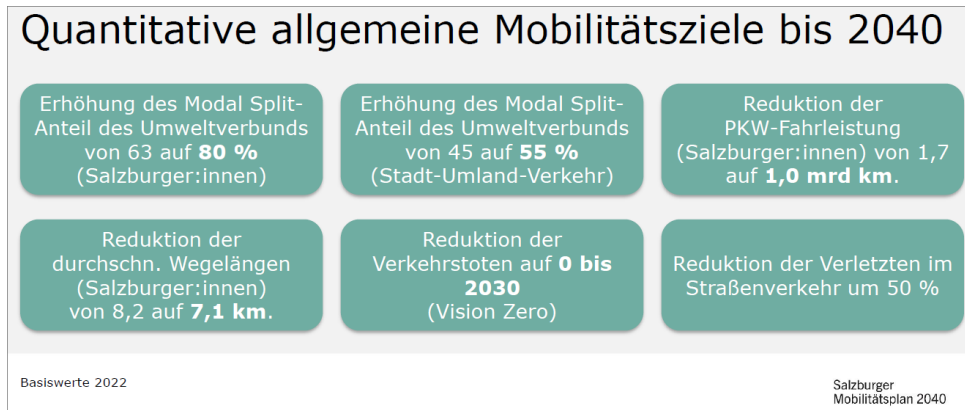 Quantitative allgemeine Mobilitätsziele bis 2040
Erhöhung des Modal Split-
Anteil des Umweltverbunds
von 63 auf 80 %
(Salzburger:innen)
Erhöhung des Modal Split-
Anteil des Umweltverbunds
von 45 auf 55 %
(Stadt-Umland-Verkehr)
Reduktion der
PKW-Fahrleistung
(Salzburger:innen) von 1,7
auf 1,0 mrd km.
Reduktion der
durchschn. Wegelängen
(Salzburger:innen)
von 8,2 auf 7,1 km.
Reduktion der
Verkehrstoten auf 0 bis
2030
(Vision Zero)
Reduktion der Verletzten im
Straßenverkehr um 50 %
Basiswerte 2022
Salzburger
Mobilitätsplan 2040